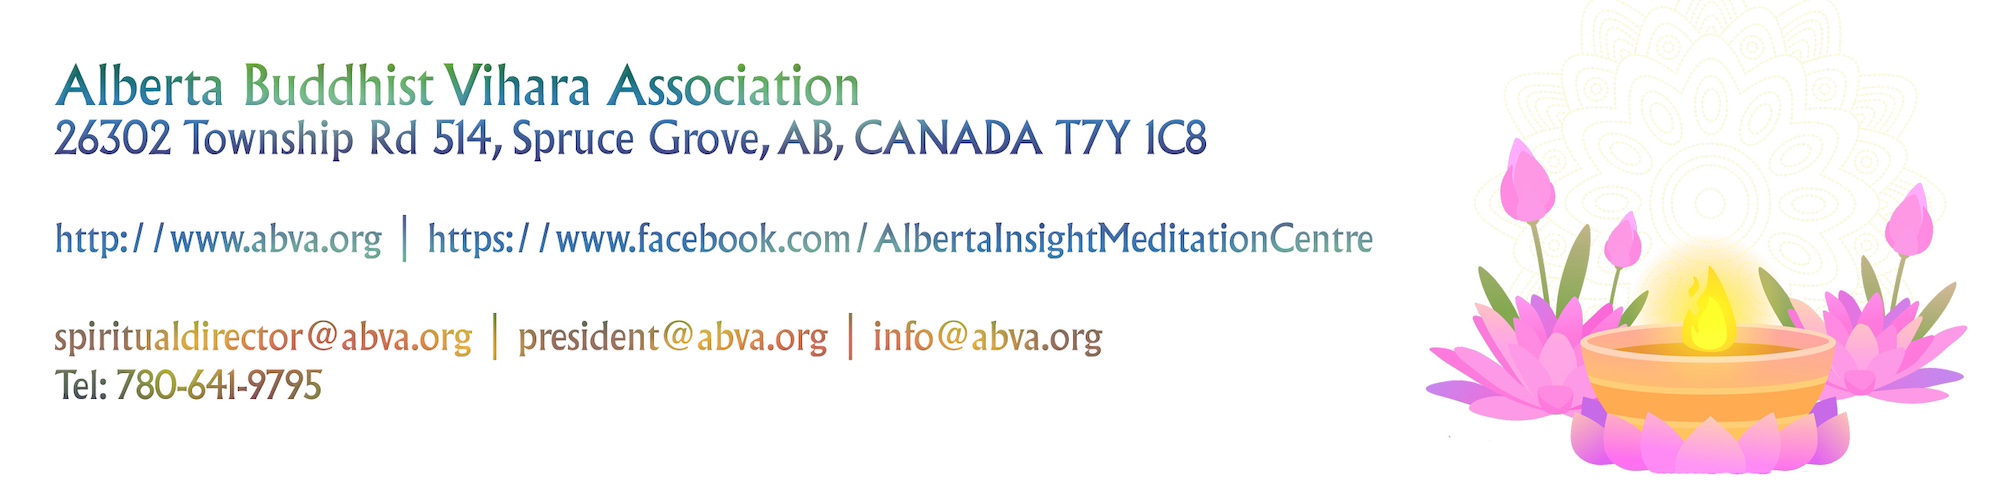 Alberta Buddhist Vihara Association
26302 Township Rd 514, Spruce Grove, AB, CANADA T7Y 1C8
http://www.abva.org | https://www.facebook.com/AlbertaInsightMeditationCentre
spiritualdirector@abva.org | president@abva.org | info@abva.org
Tel: 780-641-9795